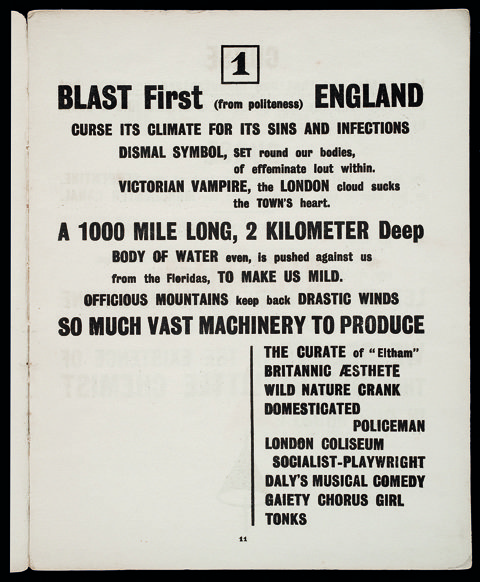 1
BLAST First (from politeness) ENGLAND
CURSE ITS CLIMATE FOR ITS SINS AND INFECTIONS
DISMAL SYMBOL, SET round our bodies,
of effeminate lout within.
VICTORIAN VAMPIRE, the LONDON cloud sucks
the TOWN'S heart.
A 1000 MILE LONG, 2 KILOMETER Deep
BODY OF WATER even, is pushed against us
from the Floridas, TO MAKE US MILD.
OFFICIOUS MOUNTAINS keep back DRASTIC WINDS
SO MUCH VAST MACHINERY TO PRODUCE
THE CURATE of "Eltham"
BRITANNIC ÆSTHETE
WILD NATURE CRANK
DOMESTICATED
POLICEMAN
LONDON COLISEUM
SOCIALIST-PLAYWRIGHT
DALY'S MUSICAL COMEDY
GAIETY CHORUS GIRL
TONKS
11